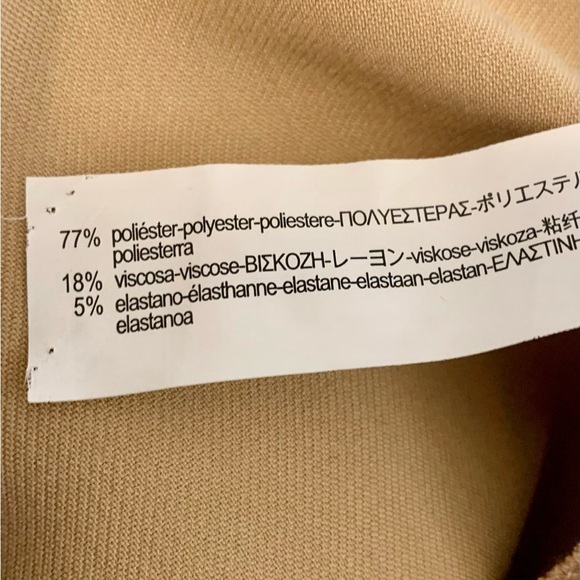 77% poliéster-polyester-poliestere-ΠΟΛΥΕΣΤΕΡΑΣ-ポリエステル
poliesterra
18% viscosa-viscose-ΒΙΣΚΟΖΗ-レーヨン-viskose-viskoza-粘纤
5% elastano-élasthanne-elastane-elastaan-elastan-ΕΛΑΣΤΙΝΗ
elastanoa